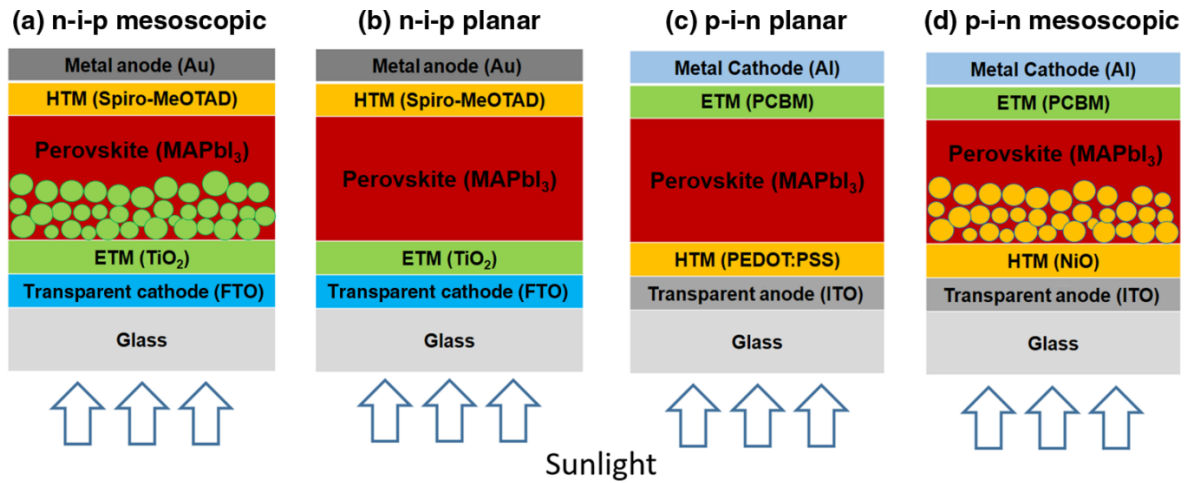 (a) n-i-p mesoscopic
Metal anode (Au)
HTM (Spiro-MeOTAD)
Perovskite (MAPbI₃)
ETM (TiO₂)
Transparent cathode (FTO)
Glass
(b) n-i-p planar
Metal anode (Au)
HTM (Spiro-MeOTAD)
Perovskite (MAPbI₃)
ETM (TiO₂)
Transparent cathode (FTO)
Glass
(c) p-i-n planar
Metal Cathode (Al)
ETM (PCBM)
Perovskite (MAPbI₃)
HTM (PEDOT:PSS)
Transparent anode (ITO)
Glass
(d) p-i-n mesoscopic
Metal Cathode (Al)
ETM (PCBM)
Perovskite (MAPbI₃)
HTM (NiO)
Transparent anode (ITO)
Glass
Sunlight